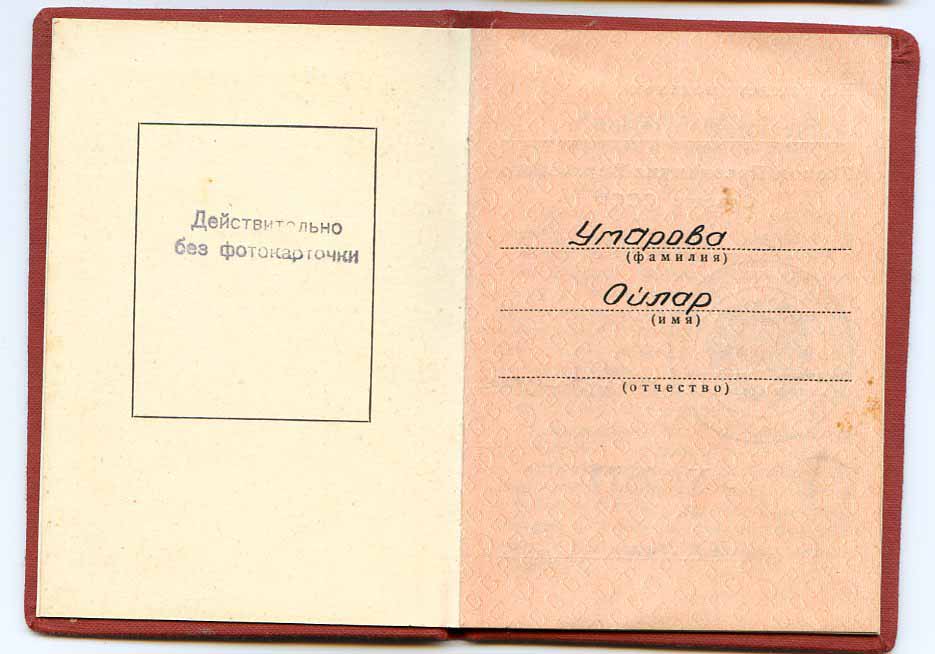 Действительно
без фотокарточки
Умарова
(фамилия)
Ойлар
(имя)
(отчество)